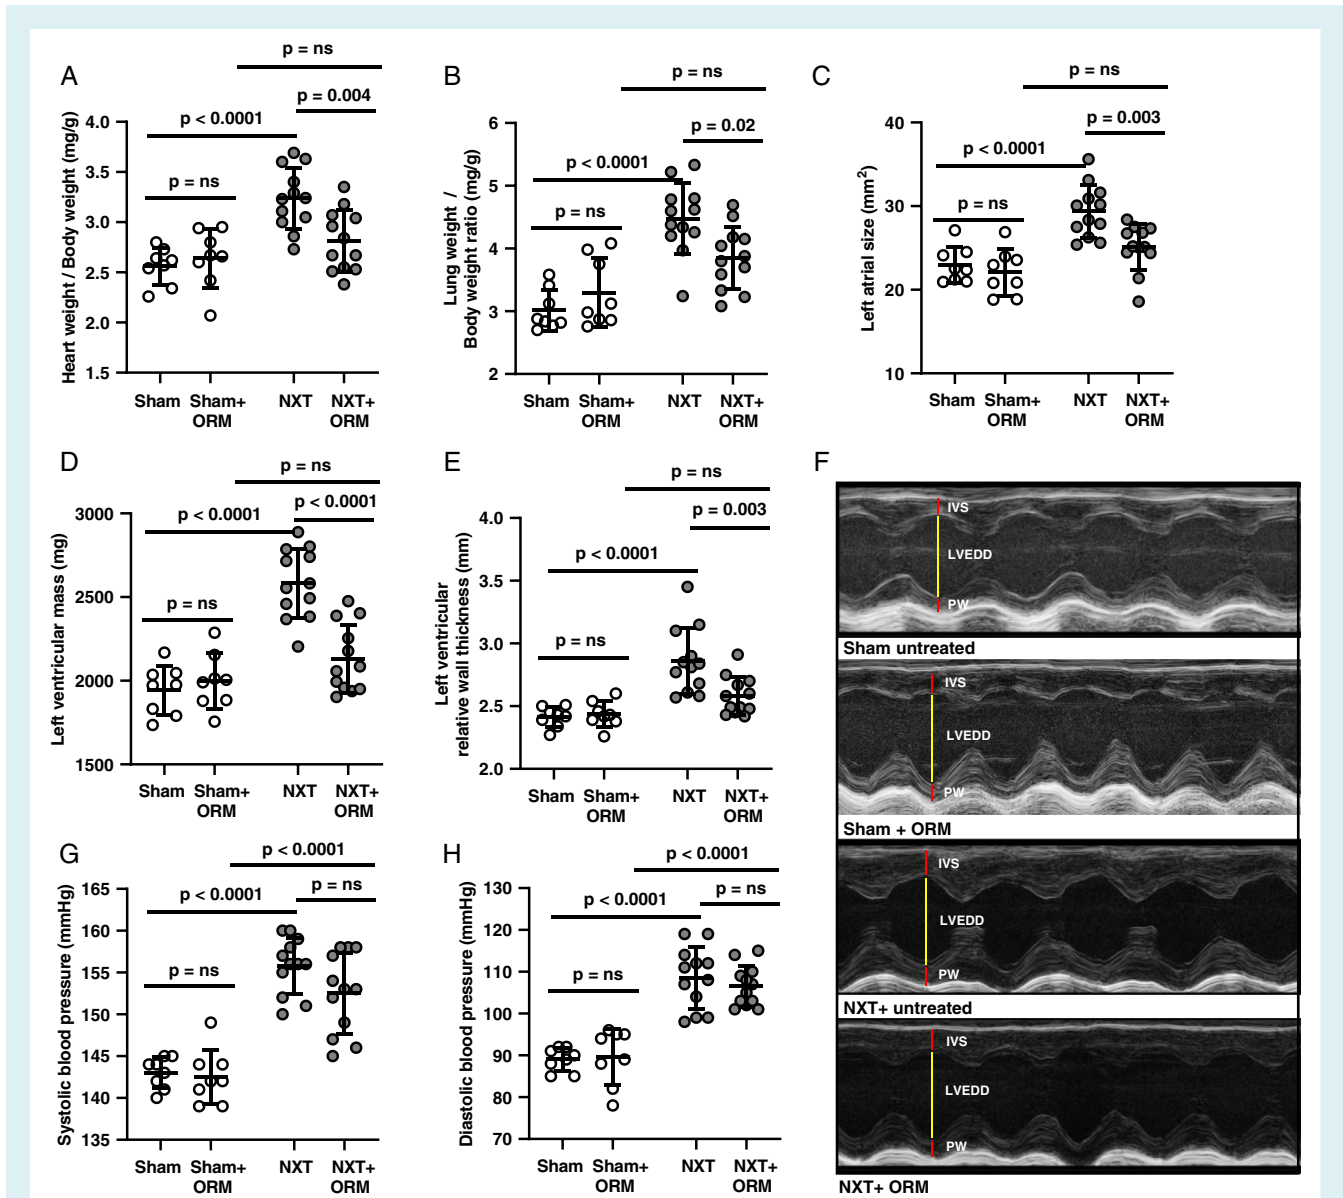 A
p = ns
p = 0.004
p < 0.0001
p = ns
Heart weight / Body weight (mg/g)
4.0
3.5
3.0
2.5
2.0
1.5
Sham
Sham+
ORM
NXT
NXT+
ORM
B
p = ns
p = 0.02
p < 0.0001
p = ns
Lung weight /
Body weight ratio (mg/g)
6
5
4
3
2
Sham
Sham+
ORM
NXT
NXT+
ORM
C
p = ns
p = 0.003
p < 0.0001
p = ns
Left atrial size (mm²)
40
30
20
10
Sham
Sham+
ORM
NXT
NXT+
ORM
D
p = ns
p < 0.0001
p < 0.0001
p = ns
Left ventricular mass (mg)
3000
2500
2000
1500
Sham
Sham+
ORM
NXT
NXT+
ORM
E
p = ns
p = 0.003
p < 0.0001
p = ns
Left ventricular
relative wall thickness (mm)
4.0
3.5
3.0
2.5
2.0
Sham
Sham+
ORM
NXT
NXT+
ORM
F
IVS
LVEDD
PW
Sham untreated
IVS
LVEDD
PW
Sham + ORM
IVS
LVEDD
PW
NXT+ untreated
IVS
LVEDD
PW
NXT+ ORM
G
p < 0.0001
p < 0.0001
p = ns
p = ns
Systolic blood pressure (mmHg)
165
160
155
150
145
140
135
Sham
Sham+
ORM
NXT
NXT+
ORM
H
p < 0.0001
p < 0.0001
p = ns
p = ns
Diastolic blood pressure (mmHg)
130
120
110
100
90
80
70
Sham
Sham+
ORM
NXT
NXT+
ORM